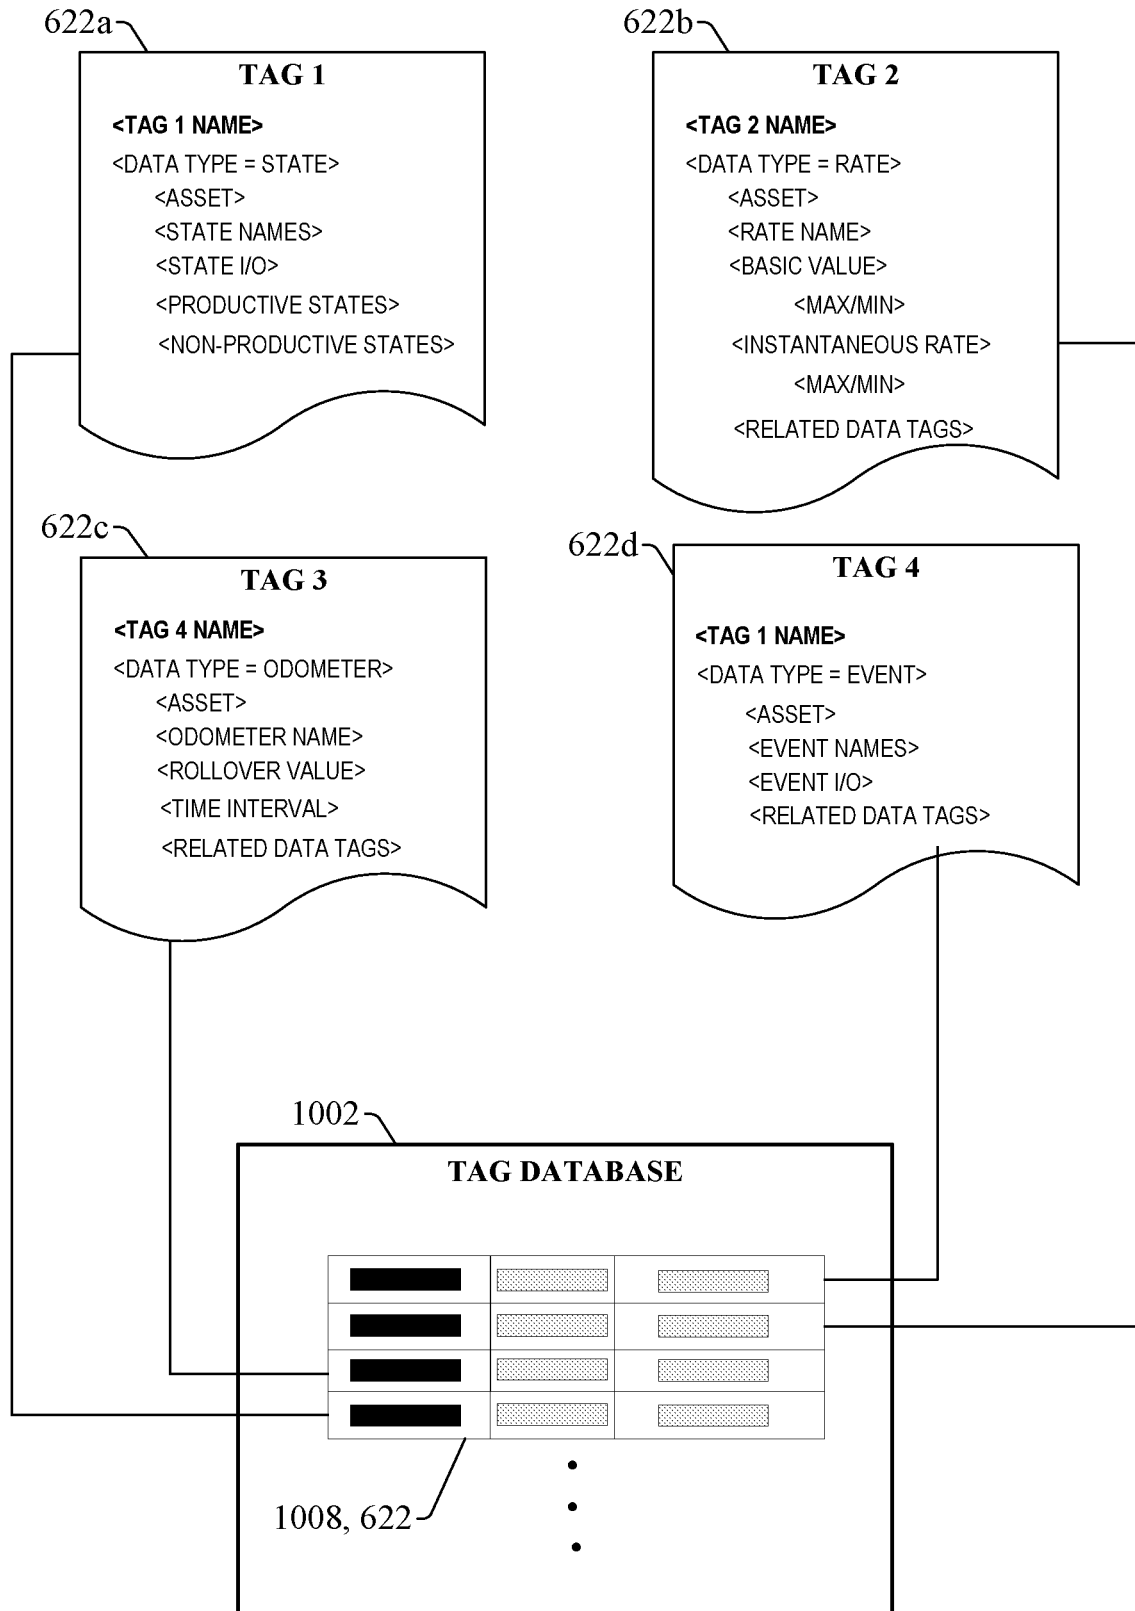 622a
TAG 1
<TAG 1 NAME>
<DATA TYPE = STATE>
<ASSET>
<STATE NAMES>
<STATE I/O>
<PRODUCTIVE STATES>
<NON-PRODUCTIVE STATES>
622b
TAG 2
<TAG 2 NAME>
<DATA TYPE = RATE>
<ASSET>
<RATE NAME>
<BASIC VALUE>
<MAX/MIN>
<INSTANTANEOUS RATE>
<MAX/MIN>
<RELATED DATA TAGS>
622c
TAG 3
<TAG 4 NAME>
<DATA TYPE = ODOMETER>
<ASSET>
<ODOMETER NAME>
<ROLLOVER VALUE>
<TIME INTERVAL>
<RELATED DATA TAGS>
622d
TAG 4
<TAG 1 NAME>
<DATA TYPE = EVENT>
<ASSET>
<EVENT NAMES>
<EVENT I/O>
<RELATED DATA TAGS>
1002
TAG DATABASE
1008, 622